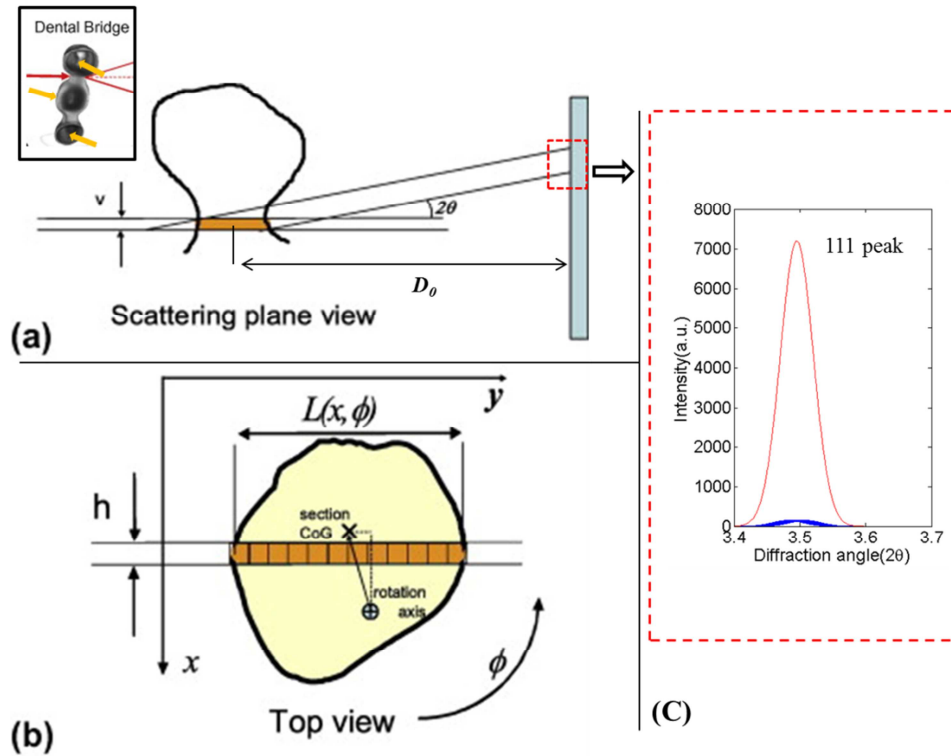 Dental Bridge
v
2θ
D₀
Scattering plane view
(a)
y
L(x, ϕ)
h
section
CoG
rotation
axis
x
ϕ
Top view
(b)
8000
7000
6000
5000
4000
3000
2000
1000
0
Intensity(a.u.)
111 peak
3.4 3.5 3.6 3.7
Diffraction angle(2θ)
(C)